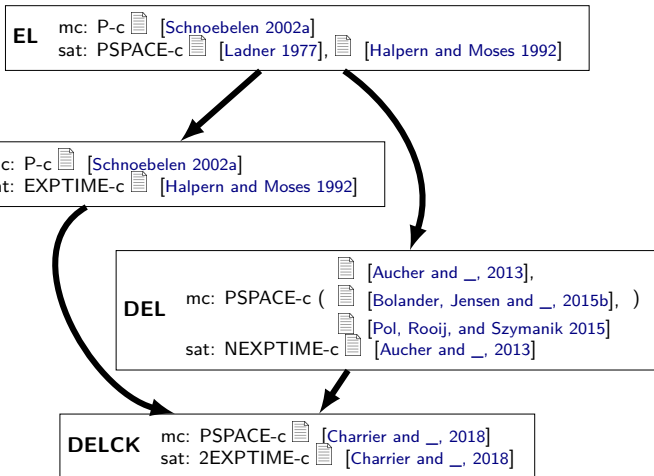 EL mc: P-c [Schnoebelen 2002a]
sat: PSPACE-c [Ladner 1977], [Halpern and Moses 1992]
c: P-c [Schnoebelen 2002a]
t: EXPTIME-c [Halpern and Moses 1992]
[Aucher and _, 2013],
DEL mc: PSPACE-c ( [Bolander, Jensen and _, 2015b], )
[Pol, Rooij, and Szymanik 2015]
sat: NEXPTIME-c [Aucher and _, 2013]
DELCK mc: PSPACE-c [Charrier and _, 2018]
sat: 2EXPTIME-c [Charrier and _, 2018]